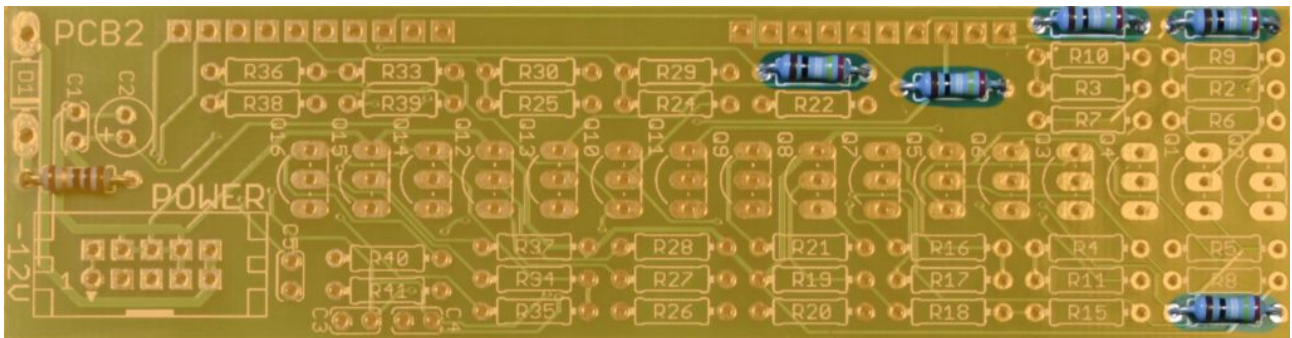 PCB2
R10 R9
R36 R33 R30 R29
D1 C1 C2
R3 R2
R38 R39 R25 R24 R22
R7 R6
+
Q16 Q15 Q14 Q12 Q13 Q10 Q11 Q9 Q8 Q7 Q5 Q6 Q3 Q4 Q1 Q2
POWER
R37 R28 R21 R16 R4 R5
-12V
C5
R40
1
R34 R27 R19 R17 R11 R8
R41
R35 R26 R20 R18 R15
C3 C4